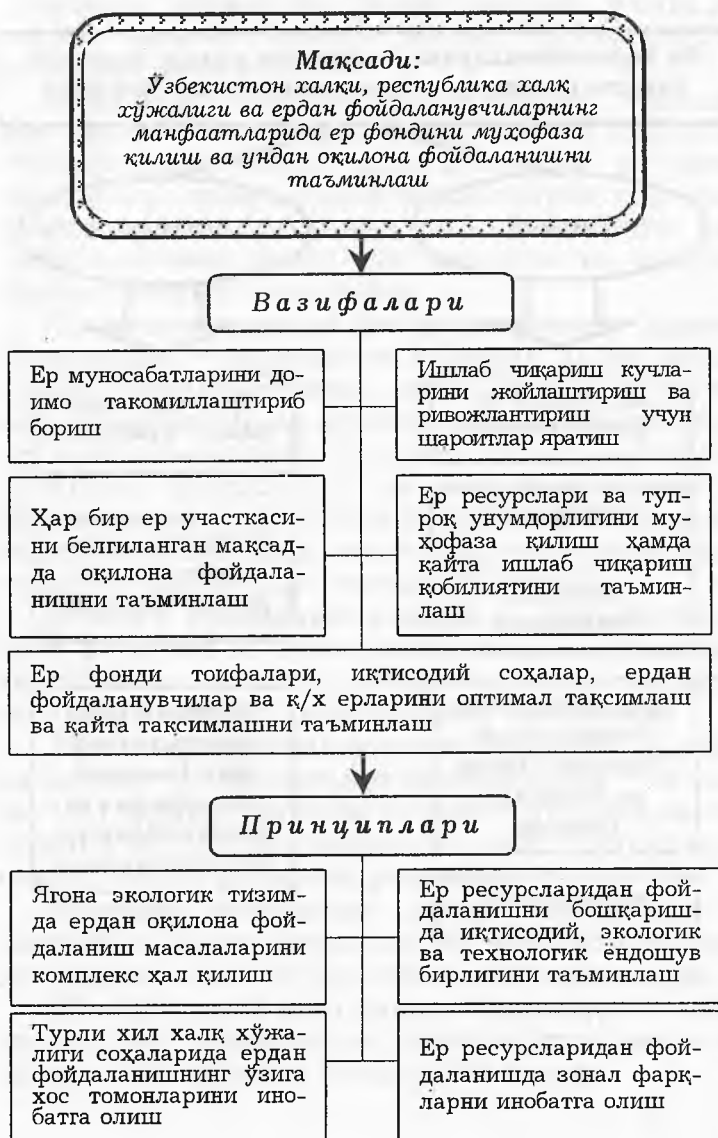 Мақсади:
Ўзбекистон халқи, республика халқ
хўжалиги ва ердан фойдаланувчиларнинг
манфаатларида ер фондини муҳофаза
қилиш ва ундан оқилона фойдаланишни
таъминлаш
Вазифалари
Ер муносабатларини до-
имо такомиллаштириб
бориш
Ишлаб чиқариш кучла-
рини жойлаштириш ва
ривожлантириш учун
шароитлар яратиш
Ҳар бир ер участкаси-
ни белгиланган мақсад-
да оқилона фойдала-
нишни таъминлаш
Ер ресурслари ва туп-
роқ унумдорлигини му-
ҳофаза қилиш ҳамда
қайта ишлаб чиқариш
қобилиятини таъмин-
лаш
Ер фонди тоифалари, иқтисодий соҳалар, ердан
фойдаланувчилар ва қ/х ерларини оптимал тақсимлаш
ва қайта тақсимлашни таъминлаш
Принциплари
Ягона экологик тизим-
да ердан оқилона фой-
даланиш масалаларини
комплекс ҳал қилиш
Ер ресурсларидан фой-
даланишни бошқариш-
да иқтисодий, экологик
ва технологик ёндошув
бирлигини таъминлаш
Турли хил халқ хўжа-
лиги соҳаларида ердан
фойдаланишнинг ўзига
хос томонларини ино-
батга олиш
Ер ресурсларидан фой-
даланишда зонал фарқ-
ларни инобатга олиш